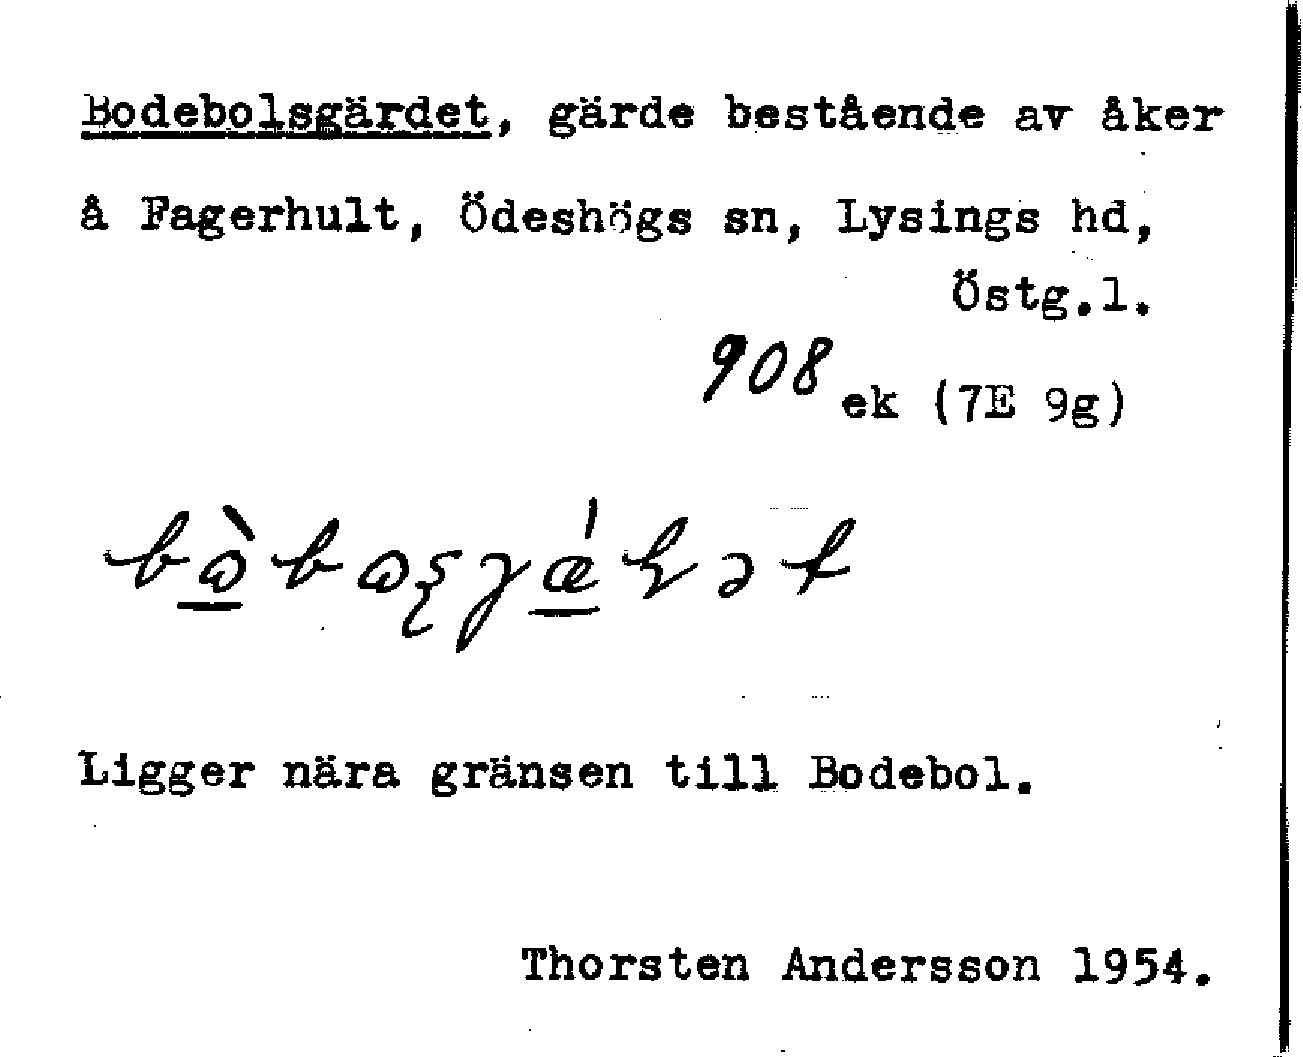 Bodebolsgärdet, gärde bestående av åker
å Fagerhult, Ödeshögs sn, Lysings hd,
Östg.l.
908 ek (7E 9g)
Ligger nära gränsen till Bodebol.
Thorsten Andersson 1954.